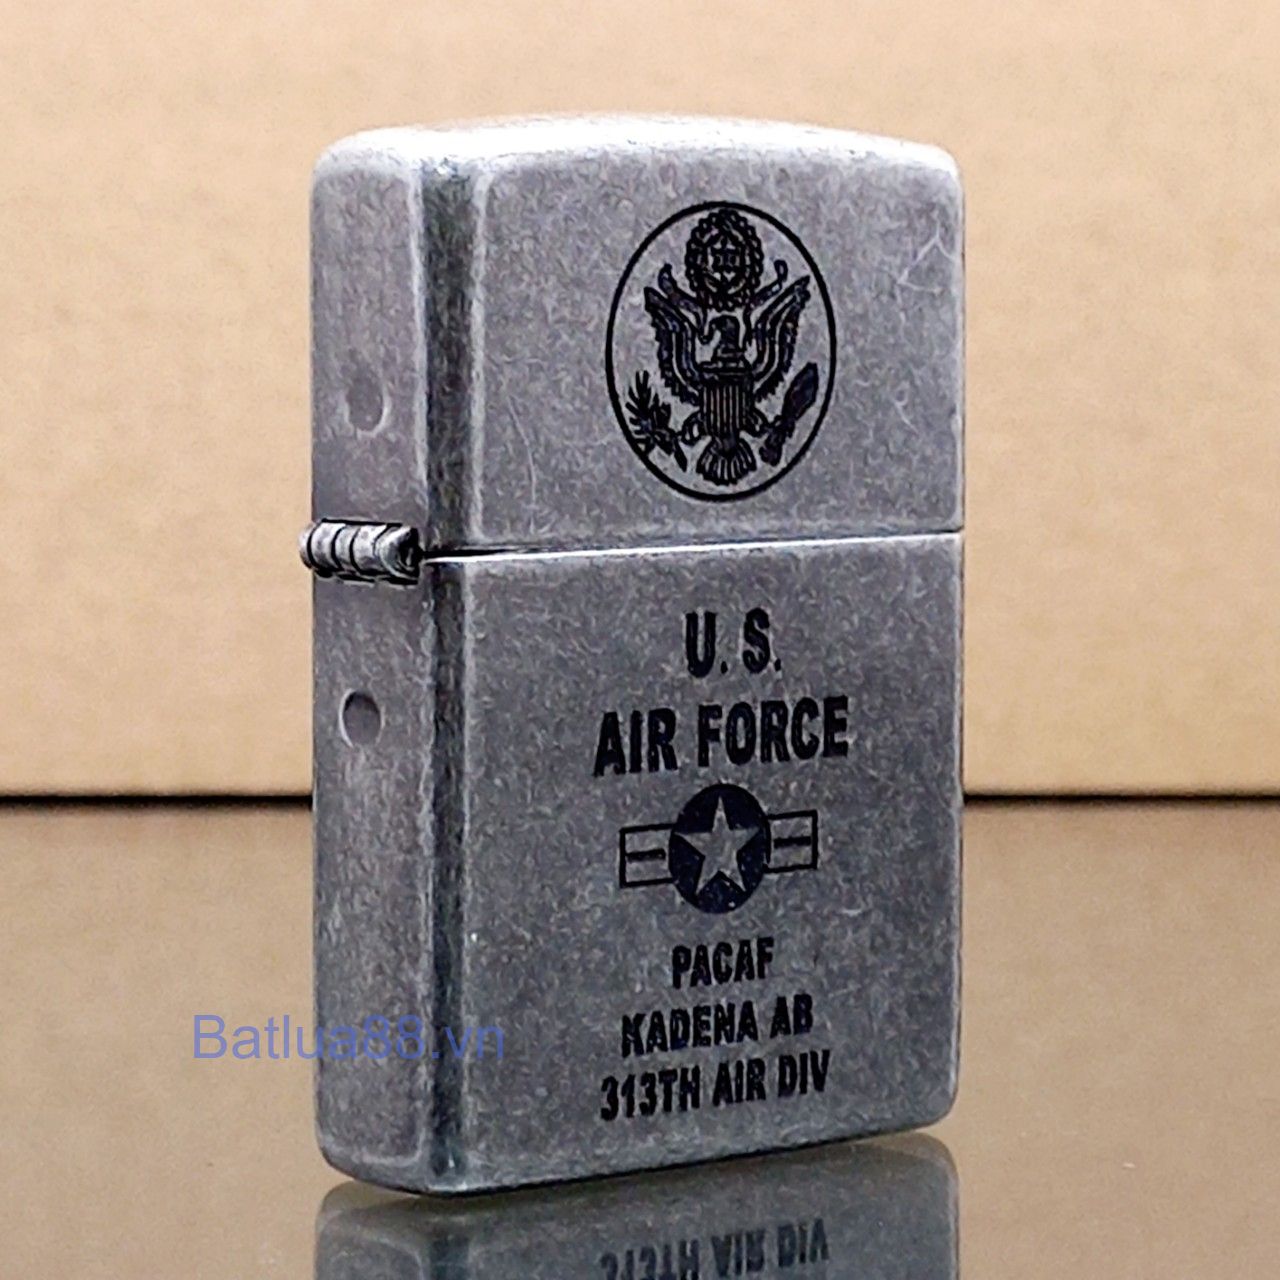 U. S.
AIR FORCE
PACAF
KADENA AB
313TH AIR DIV
Batlua88.vn